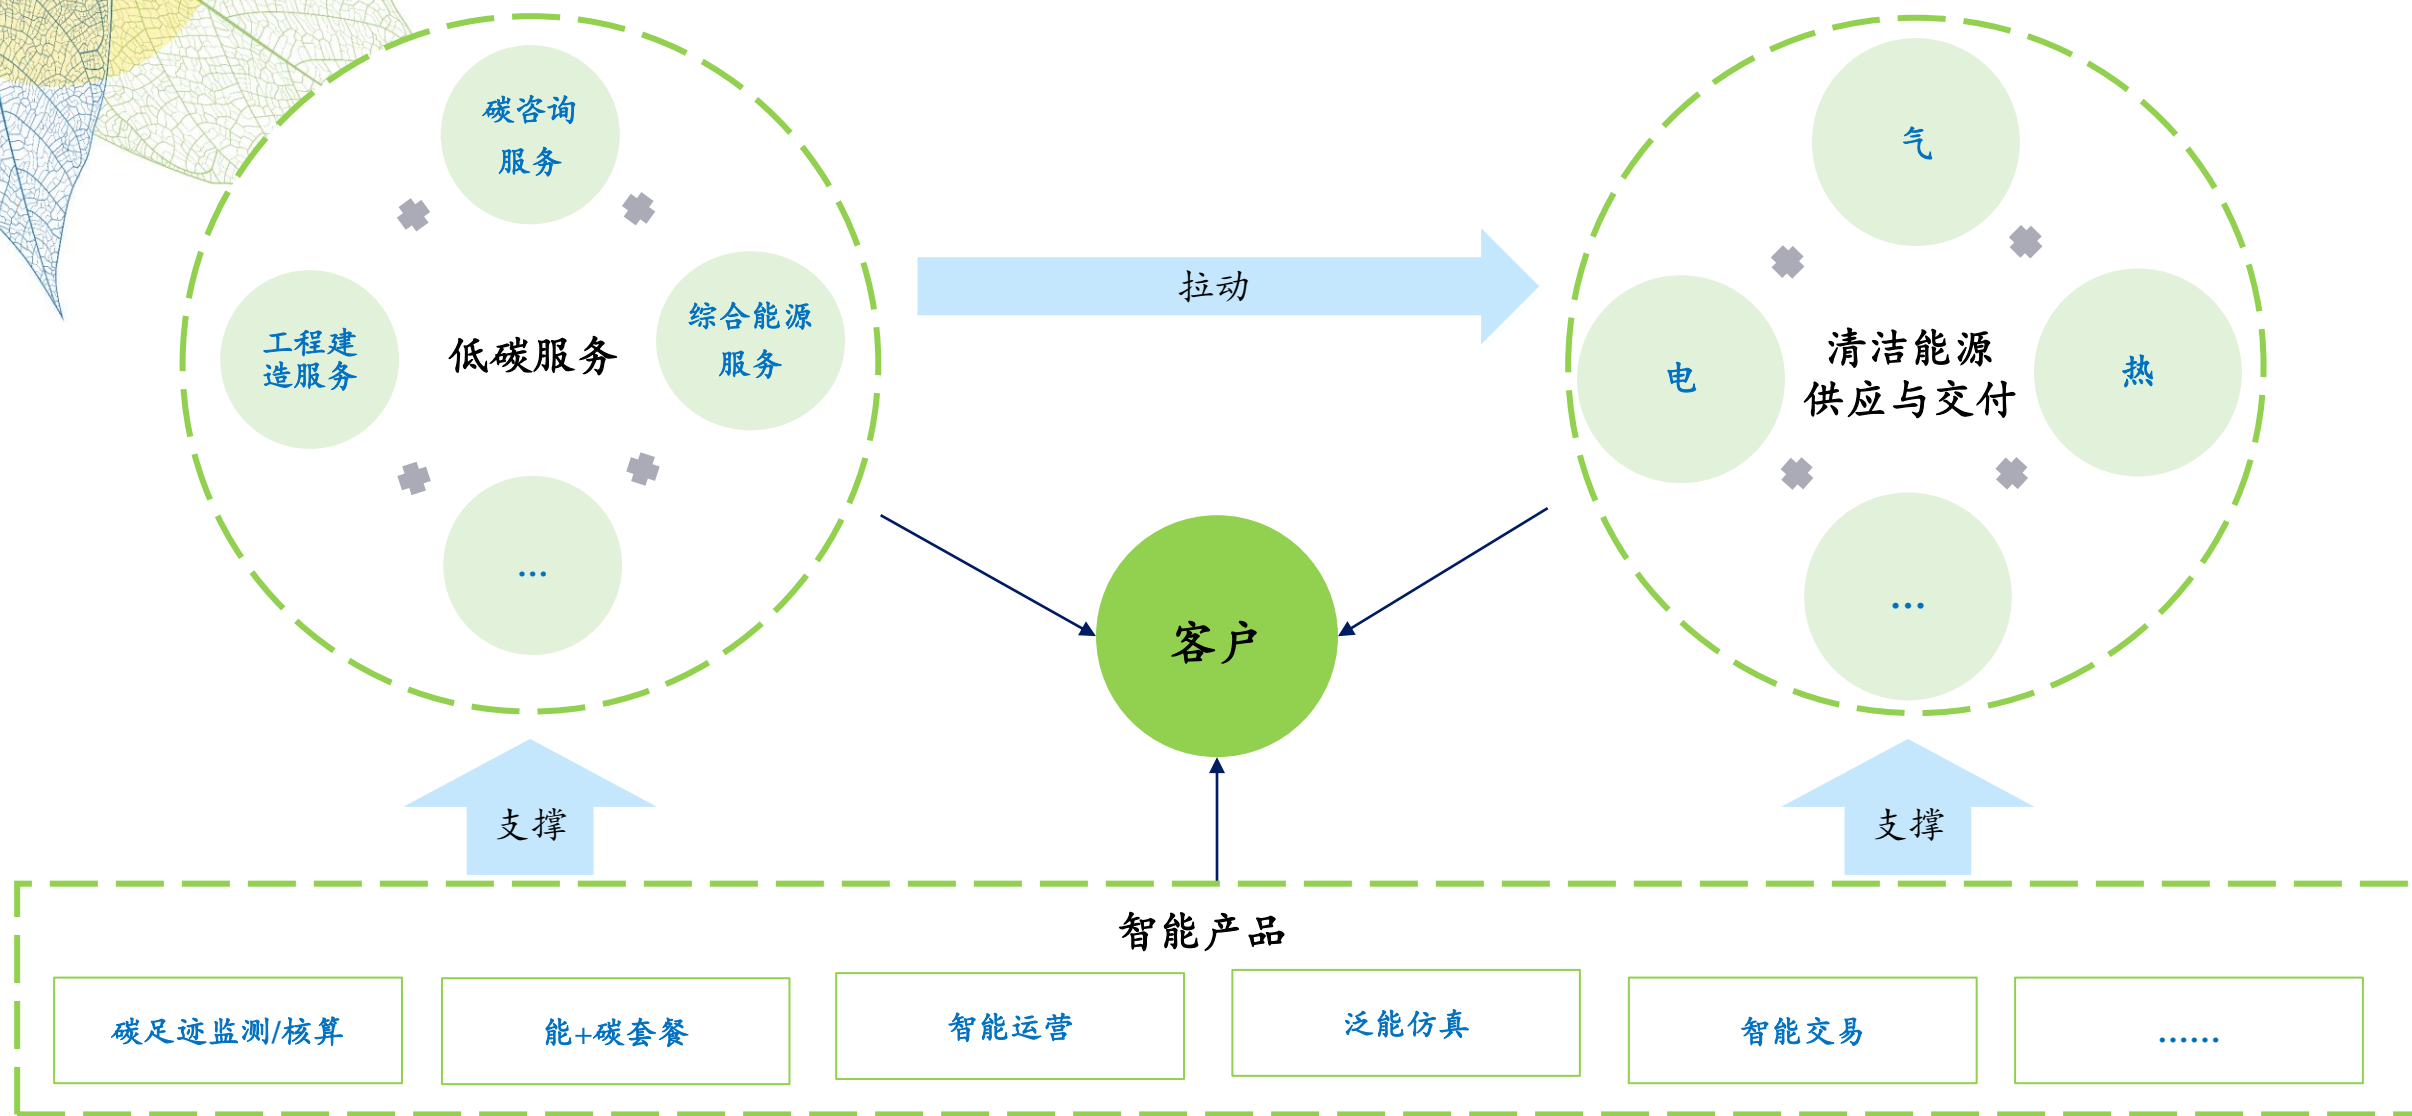 碳咨询
服务
工程建
造服务
低碳服务
综合能源
服务
...
拉动
气
电
清洁能源
供应与交付
热
...
客户
支撑
支撑
智能产品
碳足迹监测/核算
能+碳套餐
智能运营
泛能仿真
智能交易
......